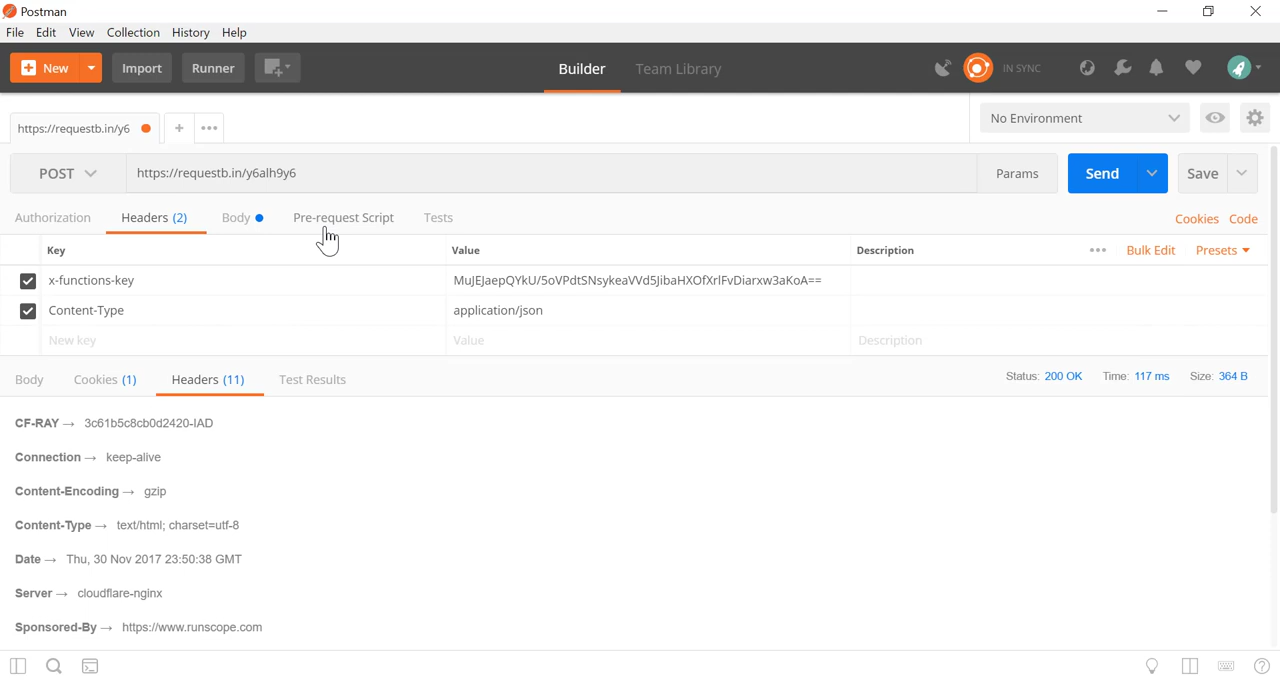 Postman
File Edit View Collection History Help
New Import Runner Builder Team Library IN SYNC
https://requestb.in/y6 No Environment
POST https://requestb.in/y6alh9y6 Params Send Save
Authorization Headers (2) Body Pre-request Script Tests Cookies Code
Key Value Description Bulk Edit Presets
x-functions-key
Content-Type application/json
New key Value Description
Body Cookies (1) Headers (11) Test Results Status: 200 OK Time: 117 ms Size: 364 B
CF-RAY → 3c61b5c8cb0d2420-IAD
Connection → keep-alive
Content-Encoding → gzip
Content-Type → text/html; charset=utf-8
Date → Thu, 30 Nov 2017 23:50:38 GMT
Server → cloudflare-nginx
Sponsored-By → https://www.runscope.com